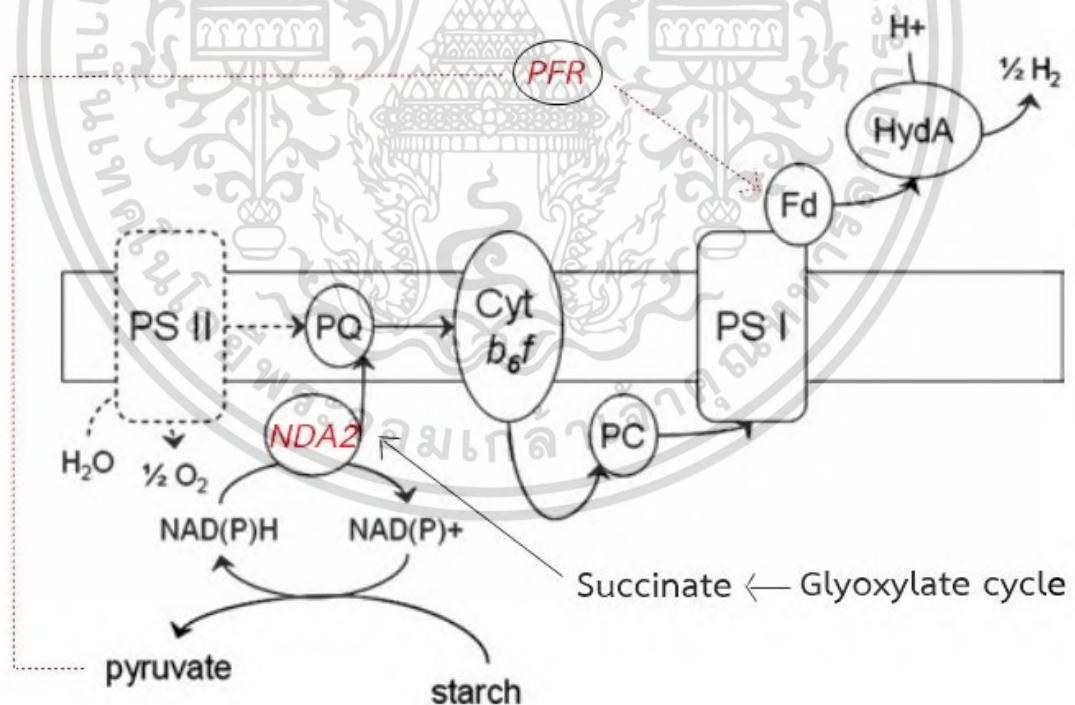 H+
½ H₂
PFR
HydA
Fd
PS II
PQ
Cyt
b₆f
PS I
NDA2
PC
H₂O
½ O₂
NAD(P)H
NAD(P)+
Succinate ← Glyoxylate cycle
pyruvate
starch